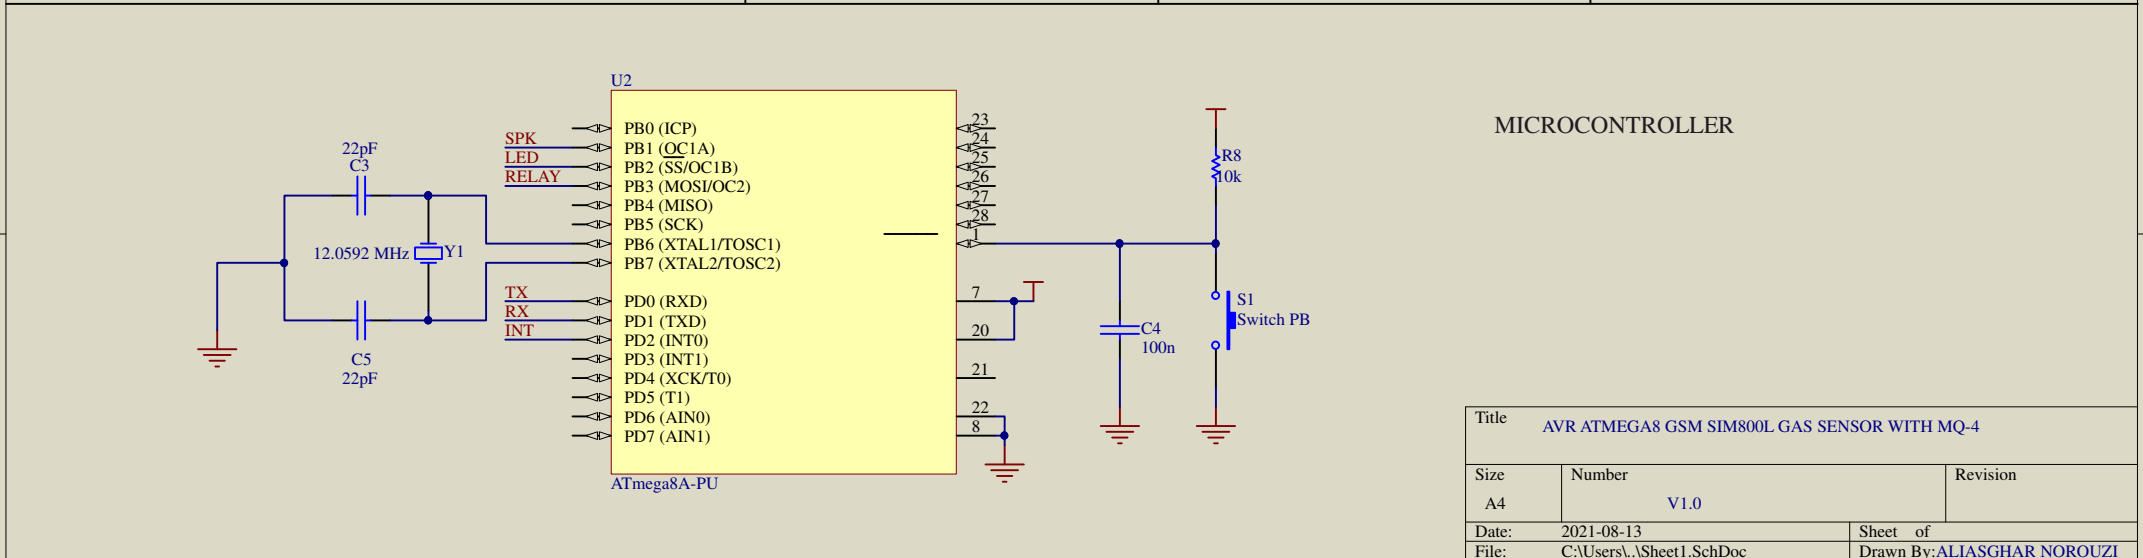 U2
MICROCONTROLLER
23
SPK
PB0 (ICP)
24
22pF
LED
PB1 (OC1A)
25
R8
C3
RELAY
PB2 (SS/OC1B)
26
10k
PB3 (MOSI/OC2)
27
PB4 (MISO)
28
PB5 (SCK)
1
12.0592 MHz
Y1
PB6 (XTAL1/TOSC1)
PB7 (XTAL2/TOSC2)
TX
PD0 (RXD)
7
S1
RX
PD1 (TXD)
Switch PB
INT
PD2 (INT0)
20
C4
100n
C5
22pF
PD3 (INT1)
PD4 (XCK/T0)
21
PD5 (T1)
PD6 (AIN0)
22
PD7 (AIN1)
8
ATmega8A-PU
Title
AVR ATMEGA8 GSM SIM800L GAS SENSOR WITH MQ-4
Size
Number
Revision
A4
V1.0
Date:
2021-08-13
Sheet of
File:
C:\Users\..\Sheet1.SchDoc
Drawn By:ALIASGHAR NOROUZI